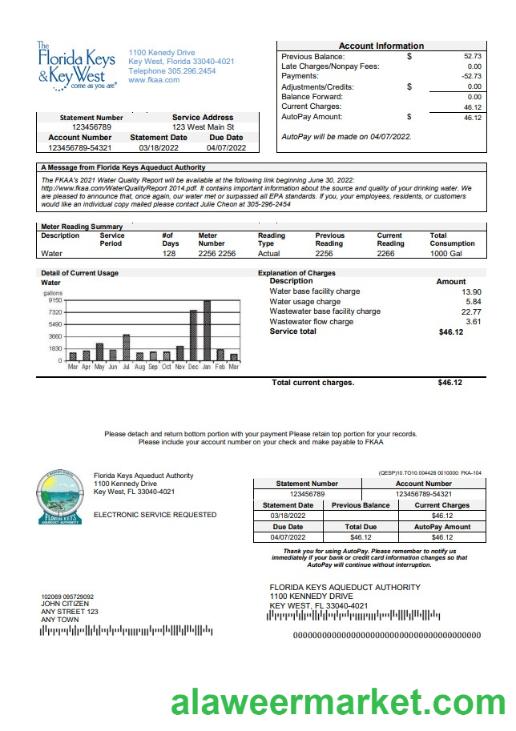 The
Florida Keys
& Key West
come as you are®
1100 Kenedy Drive
Key West, Florida 33040-4021
Telephone 305.296.2454
www.fkaa.com
Account Information
Previous Balance: $ 52.73
Late Charges/Nonpay Fees: 0.00
Payments: -52.73
Adjustments/Credits: $ 0.00
Balance Forward: 0.00
Current Charges: 46.12
AutoPay Amount: $ 46.12
AutoPay will be made on 04/07/2022.
Statement Number Service Address
123456789 123 West Main St
Account Number Statement Date Due Date
123456789-54321 03/18/2022 04/07/2022
A Message from Florida Keys Aqueduct Authority
The FKAA's 2021 Water Quality Report will be available at the following link beginning June 30, 2022:
http://www.fkaa.com/WaterQualityReport 2014.pdf. It contains important information about the source and quality of your drinking water. We
are pleased to announce that, once again, our water met or surpassed all EPA standards. If you, your employees, residents, or customers
would like an individual copy mailed please contact Julie Cheon at 305-296-2454
Meter Reading Summary
Description Service Period #of Days Meter Number Reading Type Previous Reading Current Reading Total Consumption
Water 128 2256 2256 Actual 2256 2266 1000 Gal
Detail of Current Usage
Water
gallons
9150
7320
5490
3660
1830
0
Mar Apr May Jun Jul Aug Sep Oct Nov Dec Jan Feb Mar
Explanation of Charges
Description Amount
Water base facility charge 13.90
Water usage charge 5.84
Wastewater base facility charge 22.77
Wastewater flow charge 3.61
Service total $46.12
Total current charges. $46.12
Please detach and return bottom portion with your payment Please retain top portion for your records.
Please include your account number on your check and make payable to FKAA
FLORIDA KEYS
AQUEDUCT AUTHORITY
Florida Keys Aqueduct Authority
1100 Kennedy Drive
Key West, FL 33040-4021
ELECTRONIC SERVICE REQUESTED
(QESP)10.TO10.004428 0010000: FKA-104
Statement Number Account Number
123456789 123456789-54321
Statement Date Previous Balance Current Charges
03/18/2022 $46.12
Due Date Total Due AutoPay Amount
04/07/2022 $46.12 $46.12
Thank you for using AutoPay. Please remember to notify us
immediately if your bank or credit card information changes so that
AutoPay will continue without interruption.
102089 095729092
JOHN CITIZEN
ANY STREET 123
ANY TOWN
FLORIDA KEYS AQUEDUCT AUTHORITY
1100 KENNEDY DRIVE
KEY WEST, FL 33040-4021
alaweermarket.com